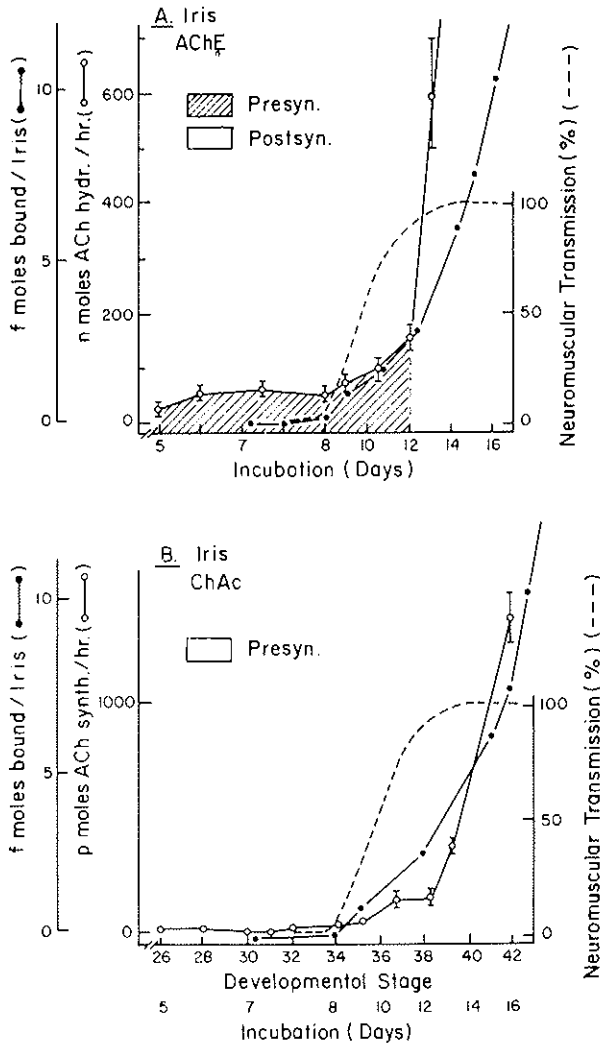 A. Iris
AChE
Presyn.
Postsyn.
f moles bound / Iris (
n moles ACh hydr. / hr. (
10
5
0
600
400
200
0
100
50
0
Neuromuscular Transmission (%) (---)
5 7 8 10 12 14 16
Incubation (Days)
B. Iris
ChAc
Presyn.
f moles bound / Iris (
p moles ACh synth./hr. (
10
5
0
1000
0
100
50
0
Neuromuscular Transmission (%) (---)
26 28 30 32 34 36 38 40 42
Developmental Stage
5 7 8 10 12 14 16
Incubation (Days)